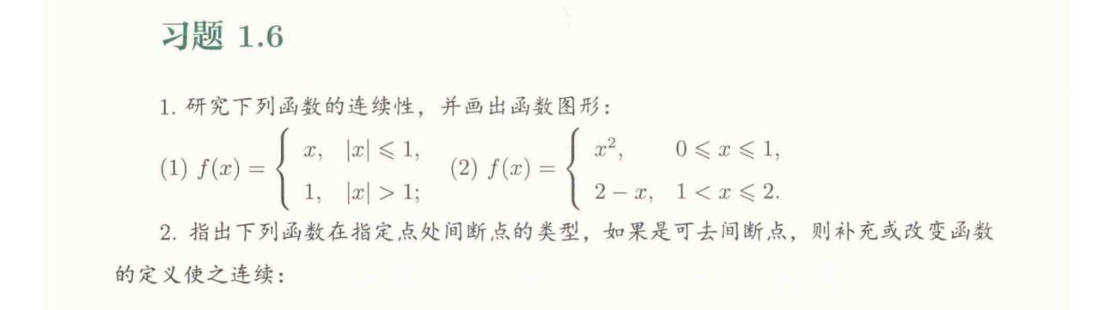 习题 1.6
1. 研究下列函数的连续性，并画出函数图形：
(1) f(x) = { x, |x| ⩽ 1, (2) f(x) = { x², 0 ⩽ x ⩽ 1,
1, |x| > 1; 2 − x, 1 < x ⩽ 2.
2. 指出下列函数在指定点处间断点的类型，如果是可去间断点，则补充或改变函数
的定义使之连续：